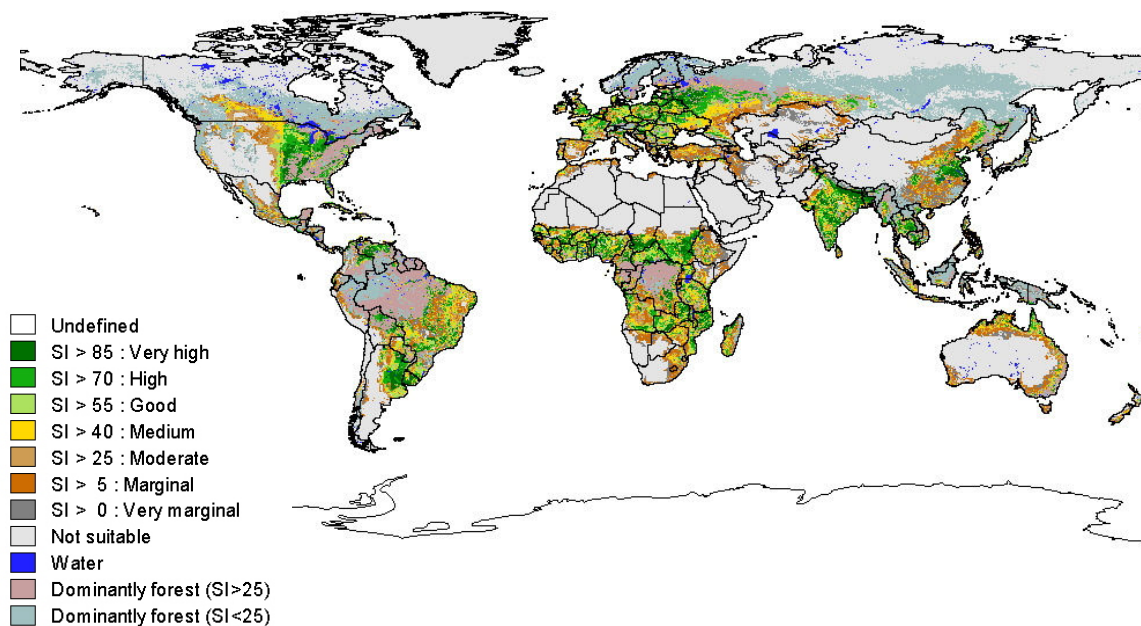 Undefined
SI > 85 : Very high
SI > 70 : High
SI > 55 : Good
SI > 40 : Medium
SI > 25 : Moderate
SI > 5 : Marginal
SI > 0 : Very marginal
Not suitable
Water
Dominantly forest (SI>25)
Dominantly forest (SI<25)